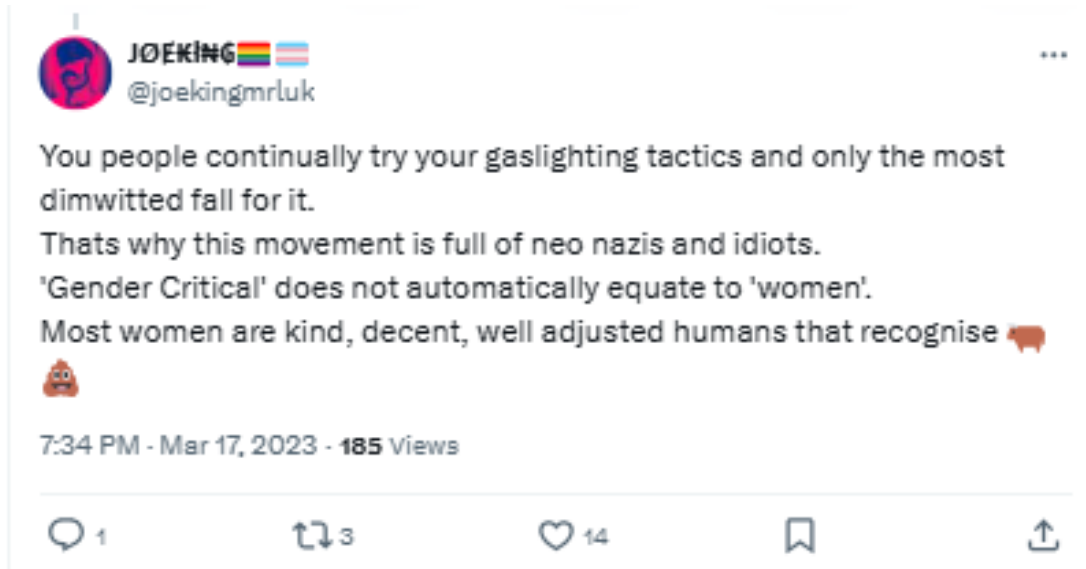 JØEKING🏳️‍🌈🏳️‍⚧️
@joekingmrluk
You people continually try your gaslighting tactics and only the most
dimwitted fall for it.
Thats why this movement is full of neo nazis and idiots.
'Gender Critical' does not automatically equate to 'women'.
Most women are kind, decent, well adjusted humans that recognise 🐂
💩
7:34 PM · Mar 17, 2023 · 185 Views
1 3 14